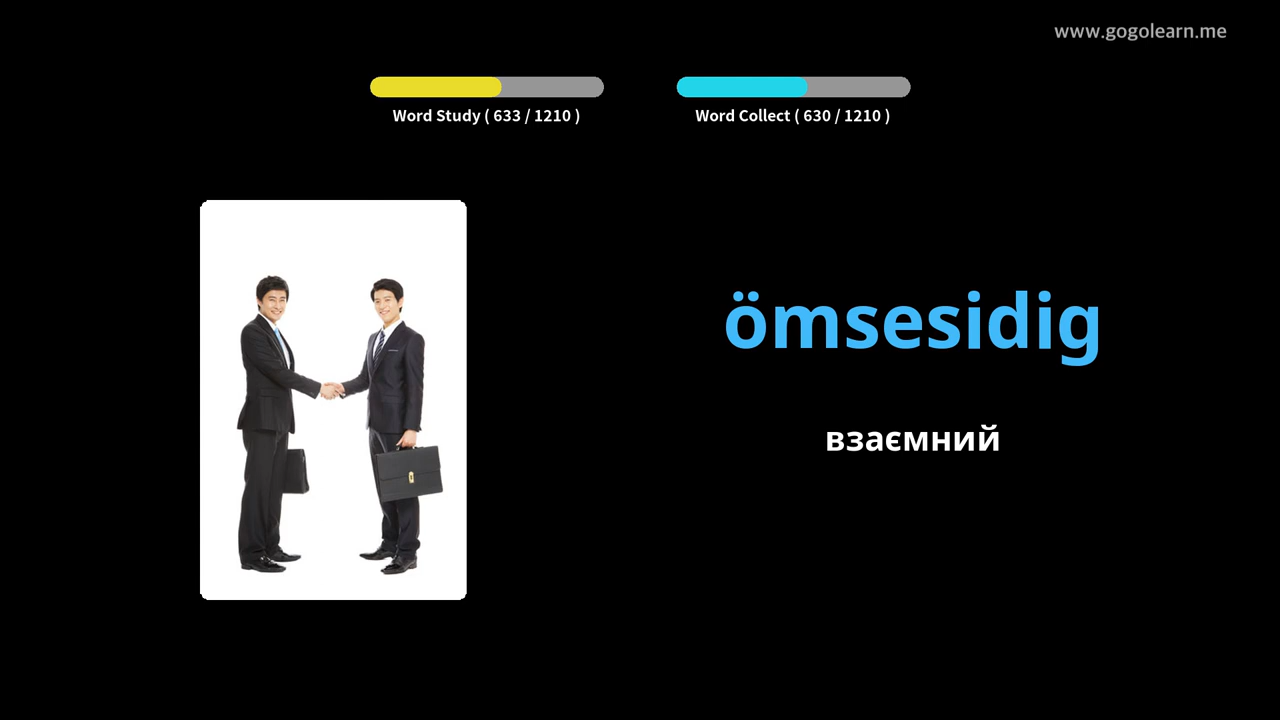 www.gogolearn.me
Word Study ( 633 / 1210 )
Word Collect ( 630 / 1210 )
ömsesidig
взаємний